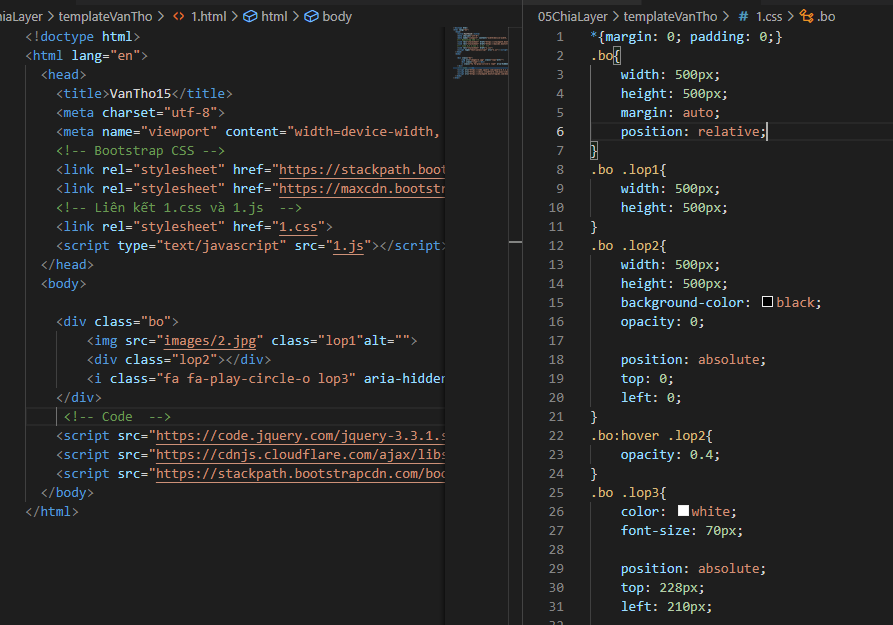 iaLayer > templateVanTho > <> 1.html > html > body
<!doctype html>
<html lang="en">
<head>
<title>VanTho15</title>
<meta charset="utf-8">
<meta name="viewport" content="width=device-width,
<!-- Bootstrap CSS -->
<link rel="stylesheet" href="https://stackpath.boot
<link rel="stylesheet" href="https://maxcdn.bootstr
<!-- Liên kết 1.css và 1.js  -->
<link rel="stylesheet" href="1.css">
<script type="text/javascript" src="1.js"></script>
</head>
<body>
<div class="bo">
<img src="images/2.jpg" class="lop1"alt="">
<div class="lop2"></div>
<i class="fa fa-play-circle-o lop3" aria-hidden
</div>
<!-- Code  -->
<script src="https://code.jquery.com/jquery-3.3.1.s
<script src="https://cdnjs.cloudflare.com/ajax/libs
<script src="https://stackpath.bootstrapcdn.com/boo
</body>
</html>
05ChiaLayer > templateVanTho > # 1.css > .bo
1 *{margin: 0; padding: 0;}
2 .bo{
3 width: 500px;
4 height: 500px;
5 margin: auto;
6 position: relative;
7 }
8 .bo .lop1{
9 width: 500px;
10 height: 500px;
11 }
12 .bo .lop2{
13 width: 500px;
14 height: 500px;
15 background-color: black;
16 opacity: 0;
17
18 position: absolute;
19 top: 0;
20 left: 0;
21 }
22 .bo:hover .lop2{
23 opacity: 0.4;
24 }
25 .bo .lop3{
26 color: white;
27 font-size: 70px;
28
29 position: absolute;
30 top: 228px;
31 left: 210px;